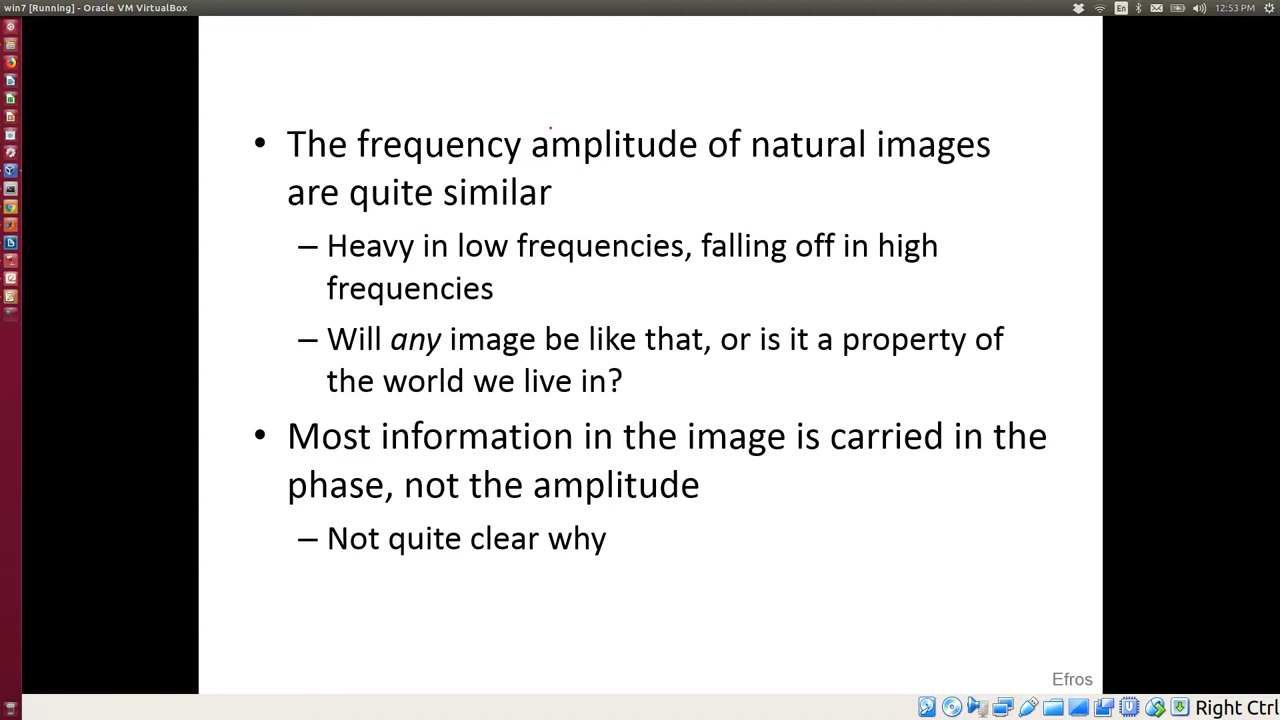 win7 [Running] - Oracle VM VirtualBox
En
12:53 PM
• The frequency amplitude of natural images
are quite similar
– Heavy in low frequencies, falling off in high
frequencies
– Will any image be like that, or is it a property of
the world we live in?
• Most information in the image is carried in the
phase, not the amplitude
– Not quite clear why
Efros
Right Ctrl